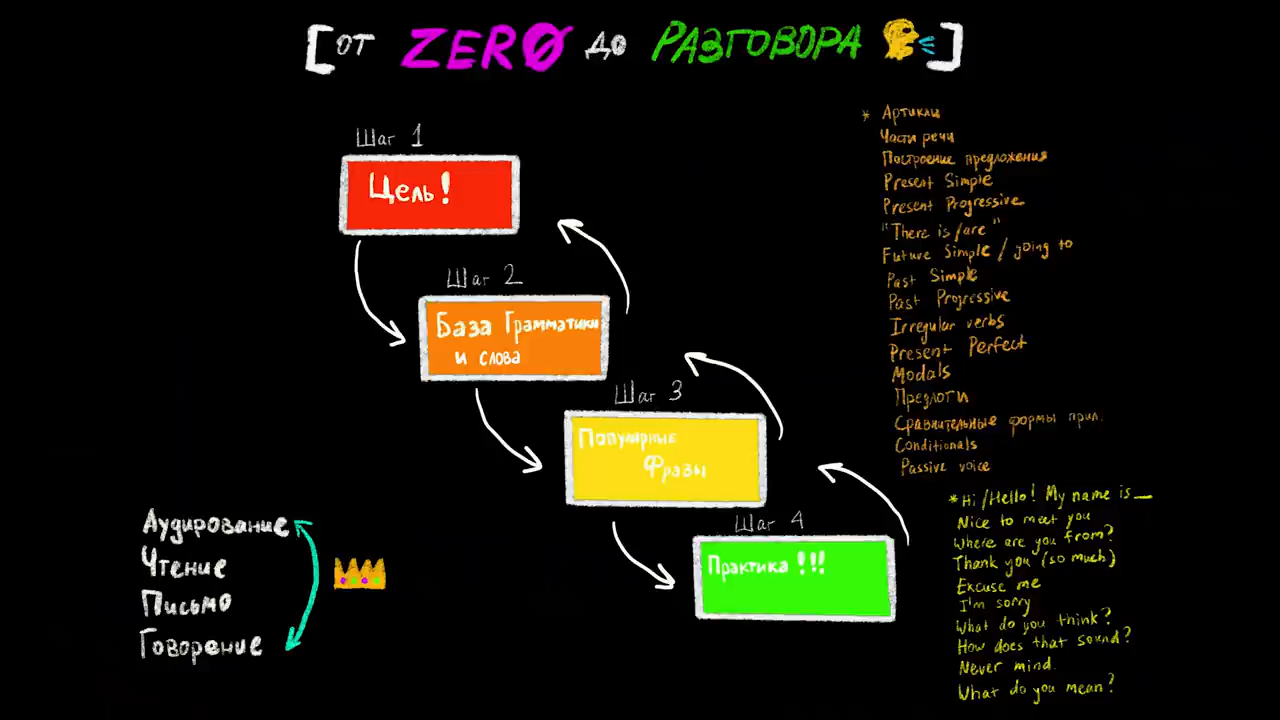 [ОТ ZERO ДО РАЗГОВОРА]
Шаг 1
Цель!
Шаг 2
База Грамматики
и слова
Шаг 3
Популярные
Фразы
Шаг 4
Практика !!!
Аудирование
Чтение
Письмо
Говорение
* Артикли
Части речи
Построение предложения
Present Simple
Present Progressive
"There is/are"
Future Simple / going to
Past Simple
Past Progressive
Irregular verbs
Present Perfect
Modals
Предлоги
Сравнительные формы прил.
Conditionals
Passive voice
* Hi/Hello! My name is __
Nice to meet you
Where are you from?
Thank you (so much)
Excuse me
I'm sorry
What do you think?
How does that sound?
Never mind.
What do you mean?